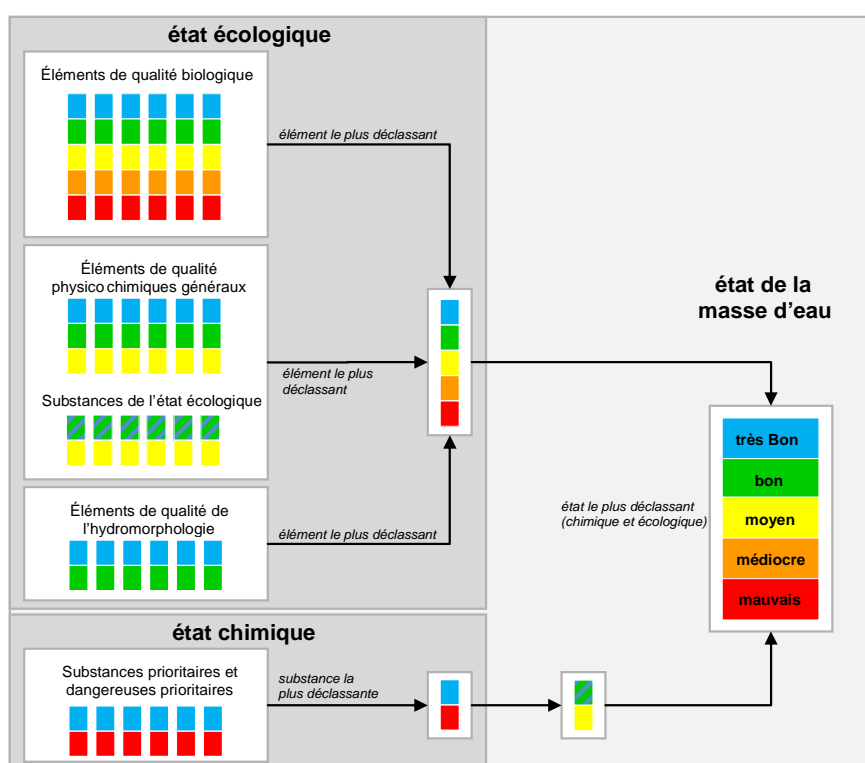 état écologique
Éléments de qualité biologique
élément le plus déclassant
Éléments de qualité
physico chimiques généraux
élément le plus
déclassant
Substances de l'état écologique
Éléments de qualité de
l'hydromorphologie
élément le plus déclassant
état de la
masse d'eau
très Bon
bon
moyen
médiocre
mauvais
état le plus déclassant
(chimique et écologique)
état chimique
Substances prioritaires et
dangereuses prioritaires
substance la
plus déclassante